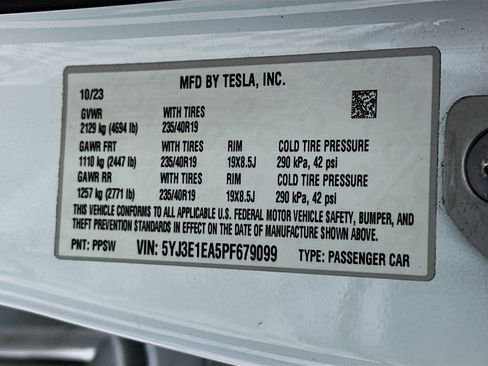 MFD BY TESLA, INC.
10/23
GVWR WITH TIRES
2129 kg (4694 lb) 235/40R19
GAWR FRT WITH TIRES RIM COLD TIRE PRESSURE
1110 kg (2447 lb) 235/40R19 19X8.5J 290 kPa, 42 psi
GAWR RR WITH TIRES RIM COLD TIRE PRESSURE
1257 kg (2771 lb) 235/40R19 19X8.5J 290 kPa, 42 psi
THIS VEHICLE CONFORMS TO ALL APPLICABLE U.S. FEDERAL MOTOR VEHICLE SAFETY, BUMPER, AND
THEFT PREVENTION STANDARDS IN EFFECT ON THE DATE OF MANUFACTURE SHOWN ABOVE.
PNT: PPSW VIN: 5YJ3E1EA5PF679099 TYPE: PASSENGER CAR